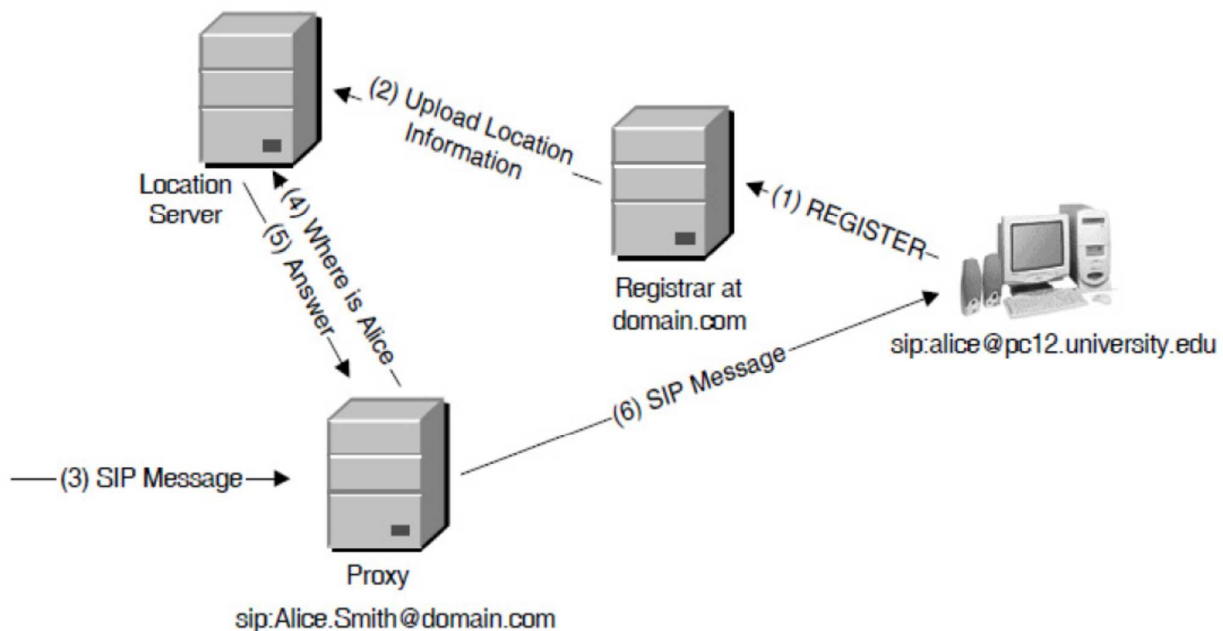 (2) Upload Location
Information
Location
Server
(1) REGISTER
(4) Where is Alice
(5) Answer
Registrar at
domain.com
sip:alice@pc12.university.edu
(6) SIP Message
(3) SIP Message
Proxy
sip:Alice.Smith@domain.com